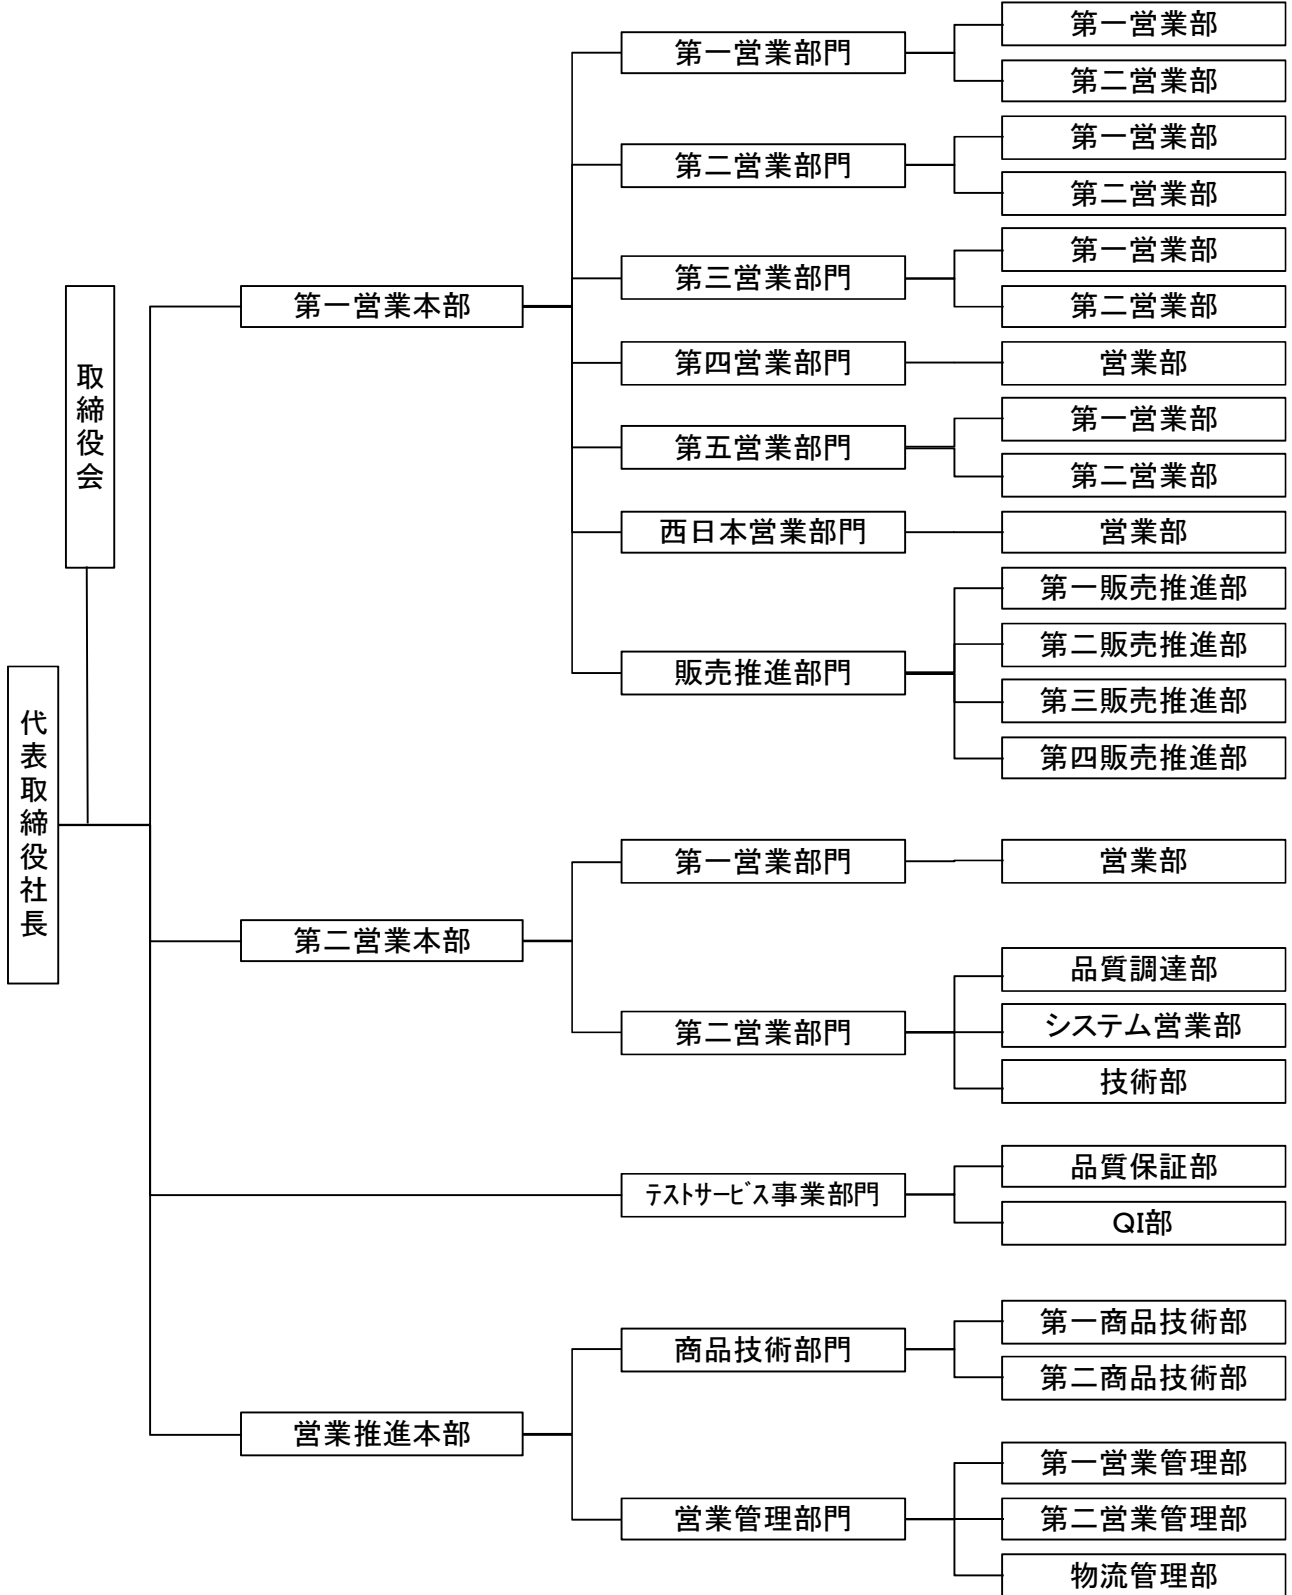 取締役会
代表取締役社長
第一営業本部
第一営業部門
第一営業部
第二営業部
第二営業部門
第一営業部
第二営業部
第三営業部門
第一営業部
第二営業部
第四営業部門
営業部
第五営業部門
第一営業部
第二営業部
西日本営業部門
営業部
販売推進部門
第一販売推進部
第二販売推進部
第三販売推進部
第四販売推進部
第二営業本部
第一営業部門
営業部
第二営業部門
品質調達部
システム営業部
技術部
テストサービス事業部門
品質保証部
QI部
営業推進本部
商品技術部門
第一商品技術部
第二商品技術部
営業管理部門
第一営業管理部
第二営業管理部
物流管理部